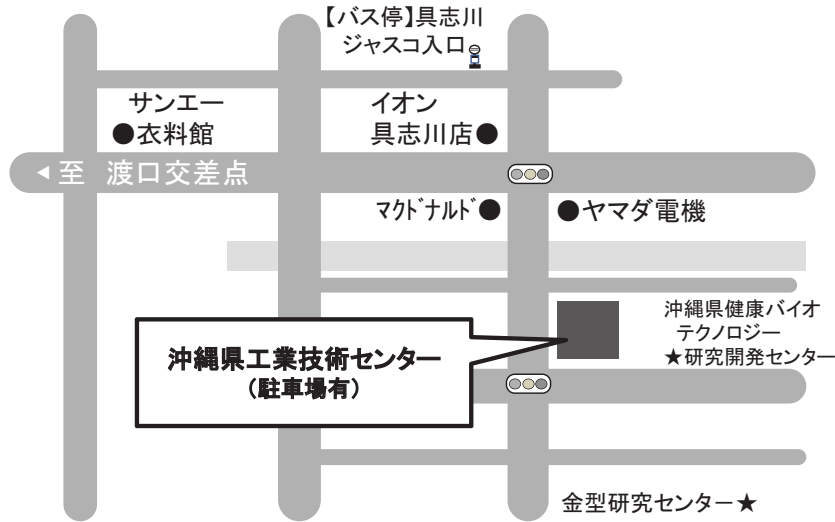 【バス停】具志川
ジャスコ入口
サンエー
●衣料館
イオン
具志川店●
◀至 渡口交差点
マクドナルド●
●ヤマダ電機
沖縄県健康バイオ
テクノロジー
★研究開発センター
沖縄県工業技術センター
（駐車場有）
金型研究センター★